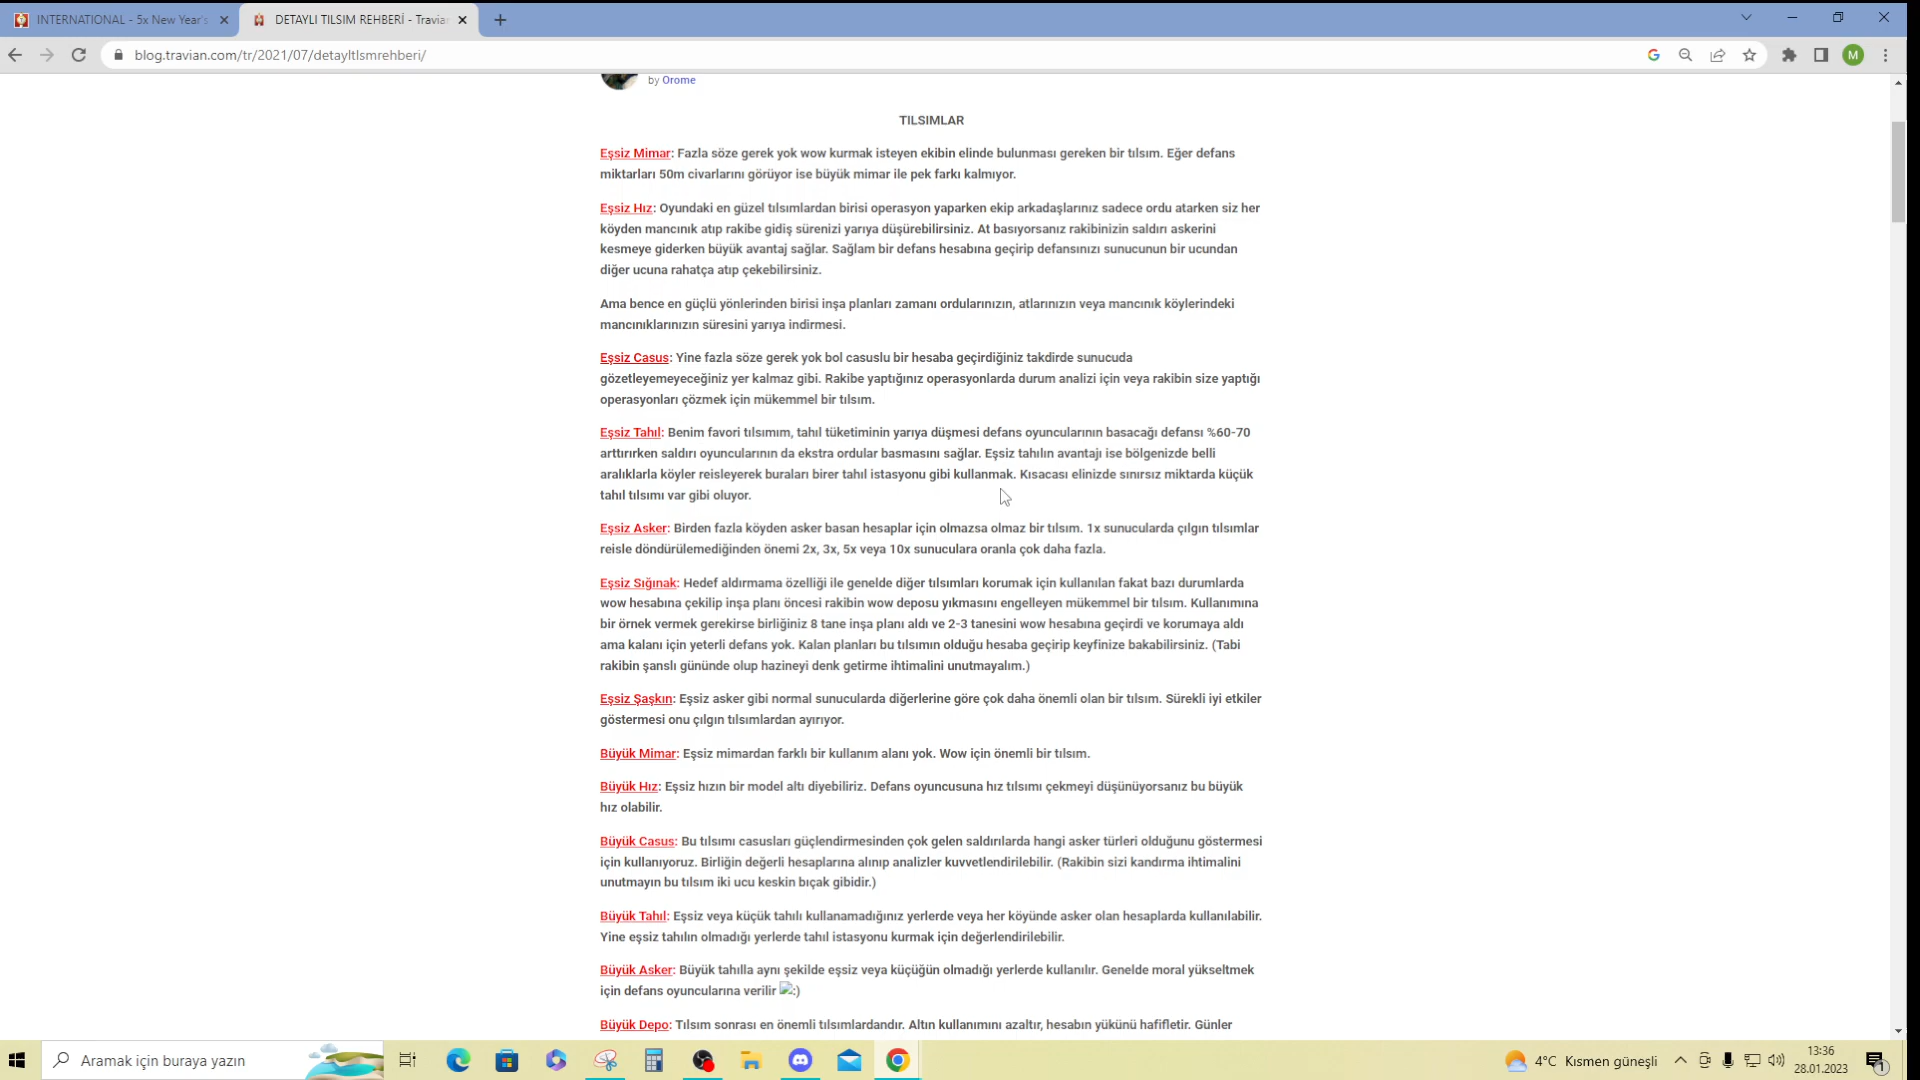 INTERNATIONAL - 5x New Year's
DETAYLI TILSIM REHBERİ - Travia
blog.travian.com/tr/2021/07/detayltlsmrehberi/
M
by Orome
TILSIMLAR
Eşsiz Mimar: Fazla söze gerek yok wow kurmak isteyen ekibin elinde bulunması gereken bir tılsım. Eğer defans
miktarları 50m civarlarını görüyor ise büyük mimar ile pek farkı kalmıyor.
Eşsiz Hız: Oyundaki en güzel tılsımlardan birisi operasyon yaparken ekip arkadaşlarınız sadece ordu atarken siz her
köyden mancınık atıp rakibe gidiş sürenizi yarıya düşürebilirsiniz. At basıyorsanız rakibinizin saldırı askerini
kesmeye giderken büyük avantaj sağlar. Sağlam bir defans hesabına geçirip defansınızı sunucunun bir ucundan
diğer ucuna rahatça atıp çekebilirsiniz.
Ama bence en güçlü yönlerinden birisi inşa planları zamanı ordularınızın, atlarınızın veya mancınık köylerindeki
mancınıklarınızın süresini yarıya indirmesi.
Eşsiz Casus: Yine fazla söze gerek yok bol casuslu bir hesaba geçirdiğiniz takdirde sunucuda
gözetleyemeyeceğiniz yer kalmaz gibi. Rakibe yaptığınız operasyonlarda durum analizi için veya rakibin size yaptığı
operasyonları çözmek için mükemmel bir tılsım.
Eşsiz Tahıl: Benim favori tılsımım, tahıl tüketiminin yarıya düşmesi defans oyuncularının basacağı defansı %60-70
arttırırken saldırı oyuncularının da ekstra ordular basmasını sağlar. Eşsiz tahılın avantajı ise bölgenizde belli
aralıklarla köyler reisleyerek buraları birer tahıl istasyonu gibi kullanmak. Kısacası elinizde sınırsız miktarda küçük
tahıl tılsımı var gibi oluyor.
Eşsiz Asker: Birden fazla köyden asker basan hesaplar için olmazsa olmaz bir tılsım. 1x sunucularda çılgın tılsımlar
reisle döndürülemediğinden önemi 2x, 3x, 5x veya 10x sunuculara oranla çok daha fazla.
Eşsiz Sığınak: Hedef aldırmama özelliği ile genelde diğer tılsımları korumak için kullanılan fakat bazı durumlarda
wow hesabına çekilip inşa planı öncesi rakibin wow deposu yıkmasını engelleyen mükemmel bir tılsım. Kullanımına
bir örnek vermek gerekirse birliğiniz 8 tane inşa planı aldı ve 2-3 tanesini wow hesabına geçirdi ve korumaya aldı
ama kalanı için yeterli defans yok. Kalan planları bu tılsımın olduğu hesaba geçirip keyfinize bakabilirsiniz. (Tabi
rakibin şanslı gününde olup hazineyi denk getirme ihtimalini unutmayalım.)
Eşsiz Şaşkın: Eşsiz asker gibi normal sunucularda diğerlerine göre çok daha önemli olan bir tılsım. Sürekli iyi etkiler
göstermesi onu çılgın tılsımlardan ayırıyor.
Büyük Mimar: Eşsiz mimardan farklı bir kullanım alanı yok. Wow için önemli bir tılsım.
Büyük Hız: Eşsiz hızın bir model altı diyebiliriz. Defans oyuncusuna hız tılsımı çekmeyi düşünüyorsanız bu büyük
hız olabilir.
Büyük Casus: Bu tılsımı casusları güçlendirmesinden çok gelen saldırılarda hangi asker türleri olduğunu göstermesi
için kullanıyoruz. Birliğin değerli hesaplarına alınıp analizler kuvvetlendirilebilir. (Rakibin sizi kandırma ihtimalini
unutmayın bu tılsım iki ucu keskin bıçak gibidir.)
Büyük Tahıl: Eşsiz veya küçük tahılı kullanamadığınız yerlerde veya her köyünde asker olan hesaplarda kullanılabilir.
Yine eşsiz tahılın olmadığı yerlerde tahıl istasyonu kurmak için değerlendirilebilir.
Büyük Asker: Büyük tahılla aynı şekilde eşsiz veya küçüğün olmadığı yerlerde kullanılır. Genelde moral yükseltmek
için defans oyuncularına verilir :)
Büyük Depo: Tılsım sonrası en önemli tılsımlardandır. Altın kullanımını azaltır, hesabın yükünü hafifletir. Günler
Aramak için buraya yazın
4°C Kısmen güneşli
13:36
28.01.2023
1